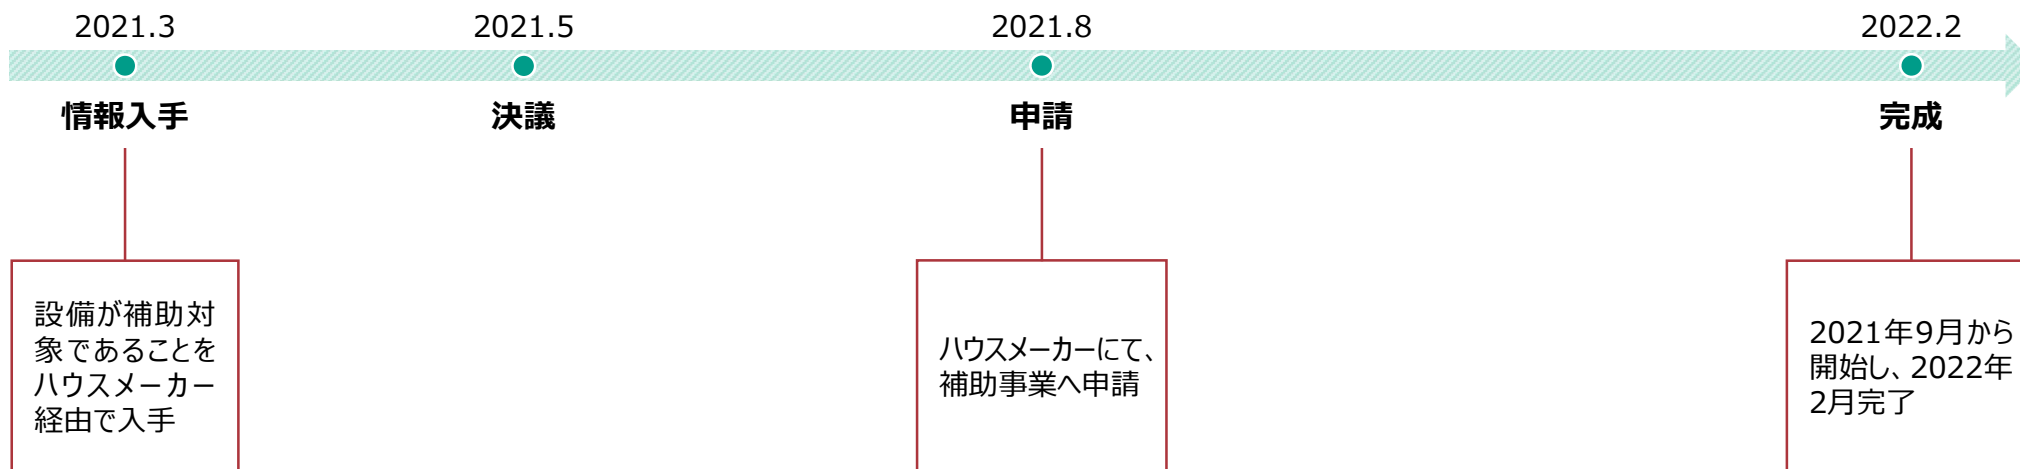 2021.3
2021.5
2021.8
2022.2
情報入手
決議
申請
完成
設備が補助対
象であることを
ハウスメーカー
経由で入手
ハウスメーカーにて、
補助事業へ申請
2021年9月から
開始し、2022年
2月完了